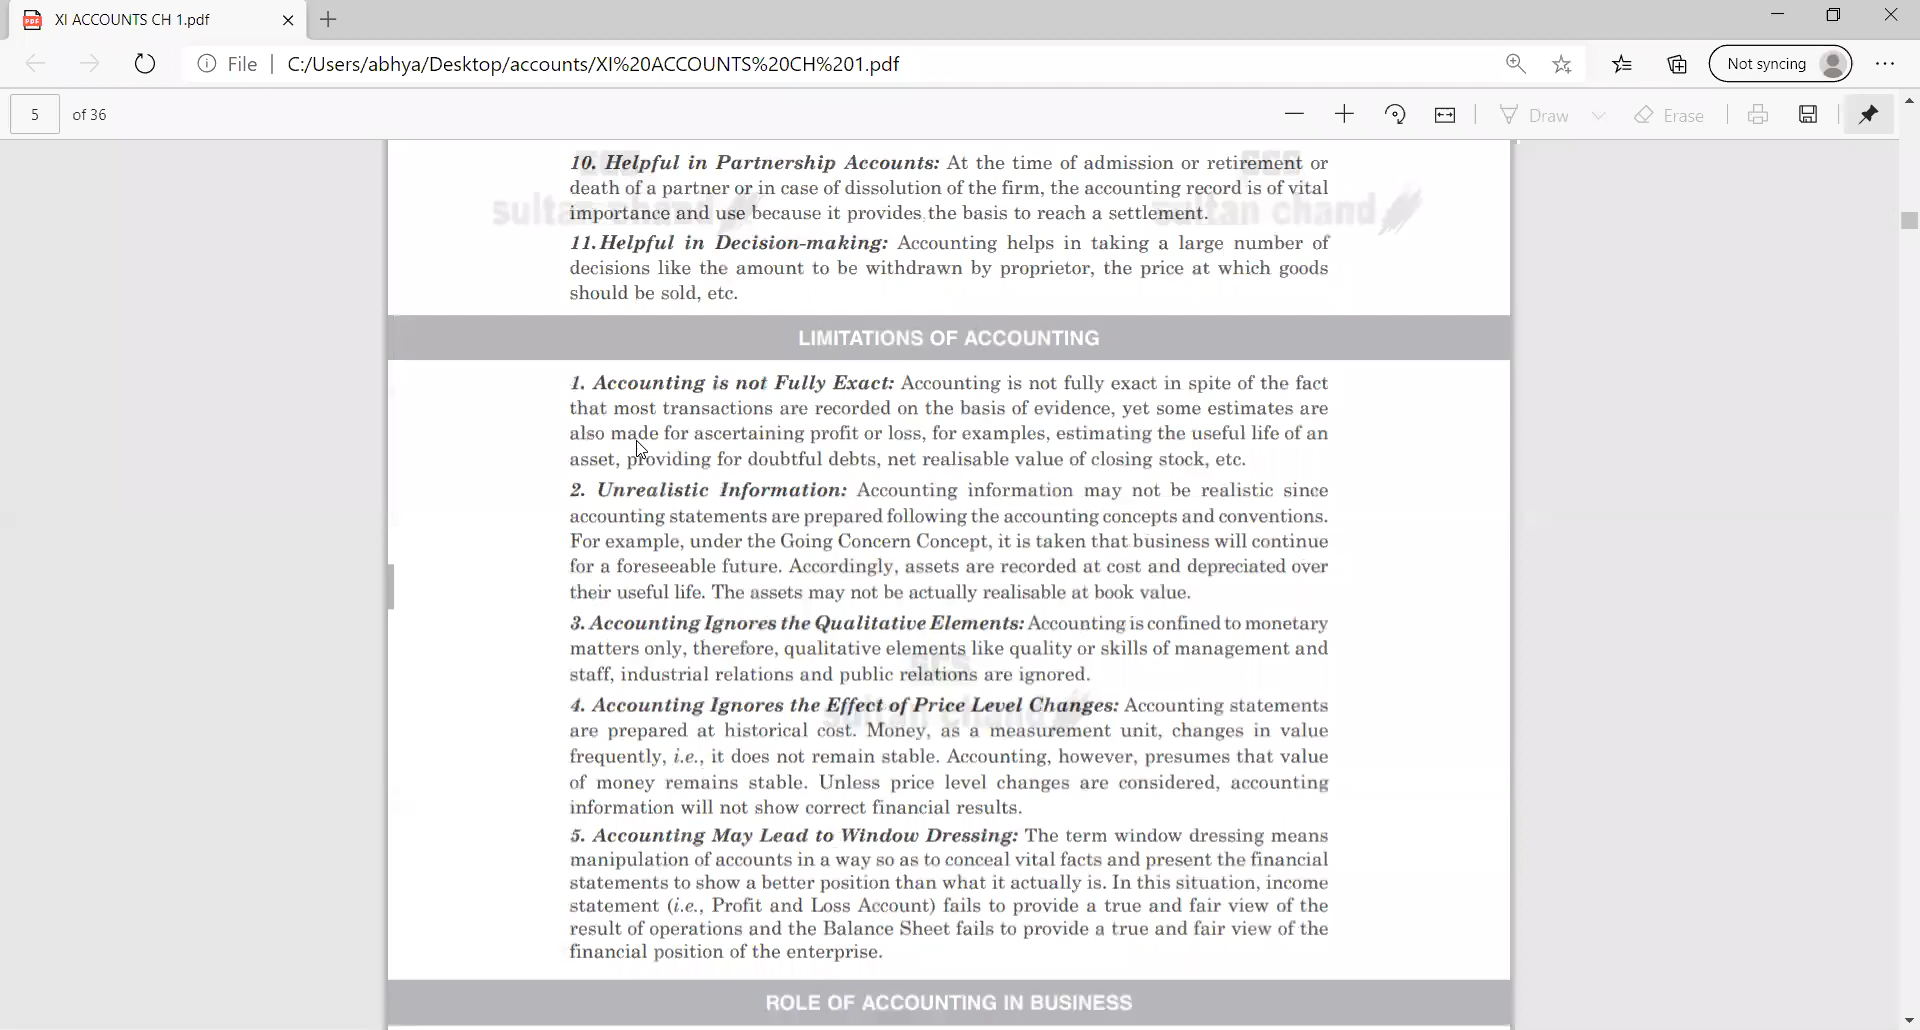 XI ACCOUNTS CH 1.pdf
File | C:/Users/abhya/Desktop/accounts/XI%20ACCOUNTS%20CH%201.pdf
Not syncing
5 of 36
Draw
Erase
10. Helpful in Partnership Accounts: At the time of admission or retirement or
death of a partner or in case of dissolution of the firm, the accounting record is of vital
sultan chand
sultan chand
importance and use because it provides the basis to reach a settlement.
11. Helpful in Decision-making: Accounting helps in taking a large number of
decisions like the amount to be withdrawn by proprietor, the price at which goods
should be sold, etc.
LIMITATIONS OF ACCOUNTING
1. Accounting is not Fully Exact: Accounting is not fully exact in spite of the fact
that most transactions are recorded on the basis of evidence, yet some estimates are
also made for ascertaining profit or loss, for examples, estimating the useful life of an
asset, providing for doubtful debts, net realisable value of closing stock, etc.
2. Unrealistic Information: Accounting information may not be realistic since
accounting statements are prepared following the accounting concepts and conventions.
For example, under the Going Concern Concept, it is taken that business will continue
for a foreseeable future. Accordingly, assets are recorded at cost and depreciated over
their useful life. The assets may not be actually realisable at book value.
3. Accounting Ignores the Qualitative Elements: Accounting is confined to monetary
matters only, therefore, qualitative elements like quality or skills of management and
staff, industrial relations and public relations are ignored.
4. Accounting Ignores the Effect of Price Level Changes: Accounting statements
sultan chand
are prepared at historical cost. Money, as a measurement unit, changes in value
frequently, i.e., it does not remain stable. Accounting, however, presumes that value
of money remains stable. Unless price level changes are considered, accounting
information will not show correct financial results.
5. Accounting May Lead to Window Dressing: The term window dressing means
manipulation of accounts in a way so as to conceal vital facts and present the financial
statements to show a better position than what it actually is. In this situation, income
statement (i.e., Profit and Loss Account) fails to provide a true and fair view of the
result of operations and the Balance Sheet fails to provide a true and fair view of the
financial position of the enterprise.
ROLE OF ACCOUNTING IN BUSINESS